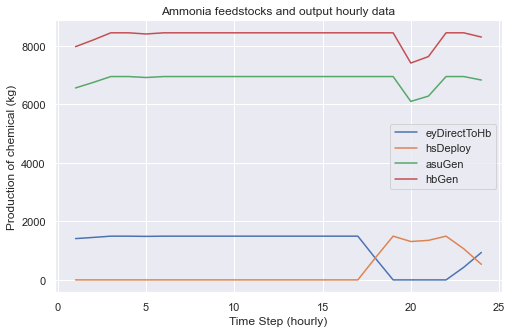 Ammonia feedstocks and output hourly data
Production of chemical (kg)
8000
6000
4000
2000
0
eyDirectToHb
hsDeploy
asuGen
hbGen
0
5
10
15
20
25
Time Step (hourly)